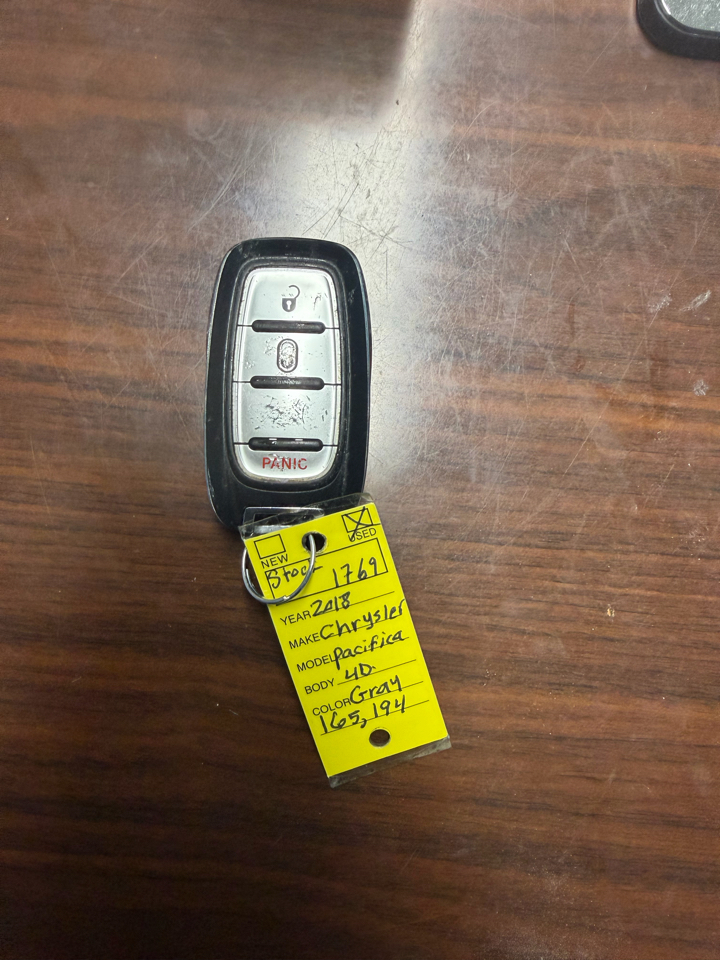 PANIC
NEW USED
Stock 1769
YEAR 2018
MAKE Chrysler
MODEL Pacifica
BODY 4D.
COLOR Gray
165,194